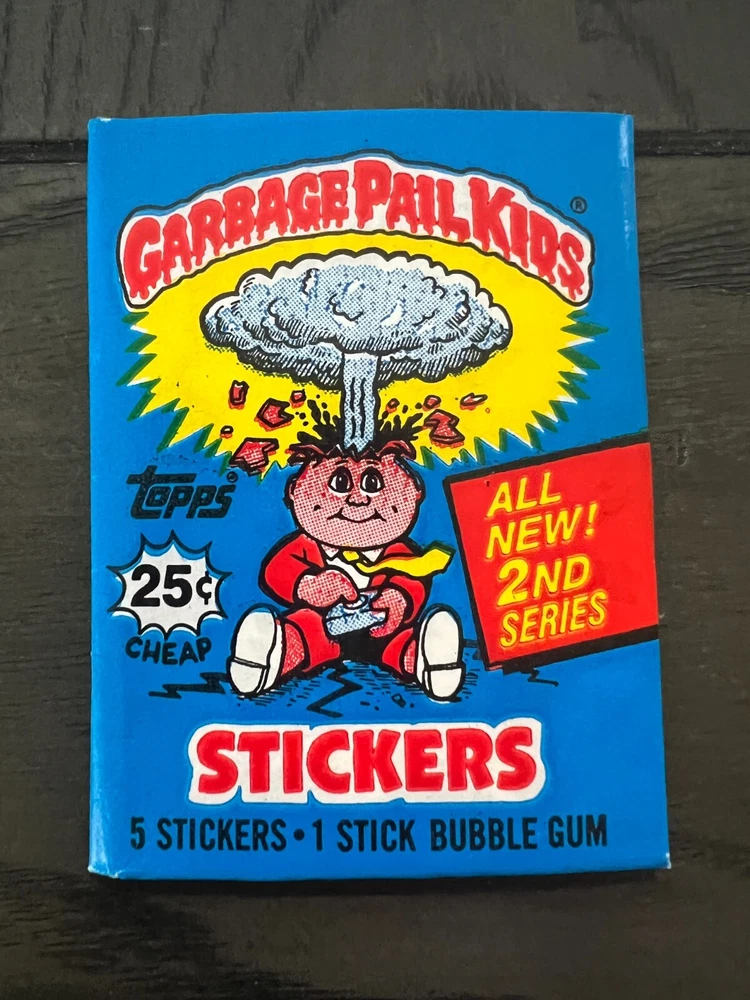 GARBAGE PAIL KIDS ®
topps®
25¢
CHEAP
ALL
NEW!
2ND
SERIES
STICKERS
5 STICKERS • 1 STICK BUBBLE GUM